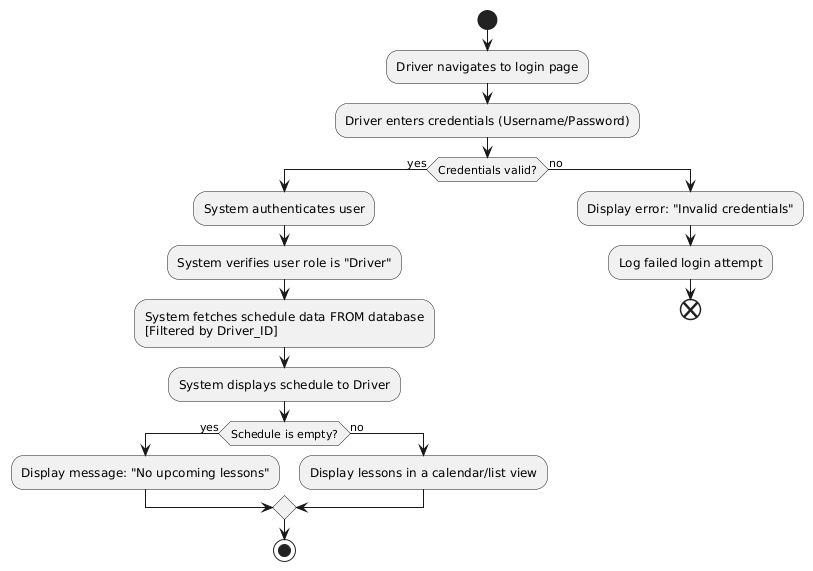 Driver navigates to login page
Driver enters credentials (Username/Password)
yes
Credentials valid?
no
System authenticates user
Display error: "Invalid credentials"
System verifies user role is "Driver"
Log failed login attempt
System fetches schedule data FROM database
[Filtered by Driver_ID]
System displays schedule to Driver
yes
Schedule is empty?
no
Display message: "No upcoming lessons"
Display lessons in a calendar/list view